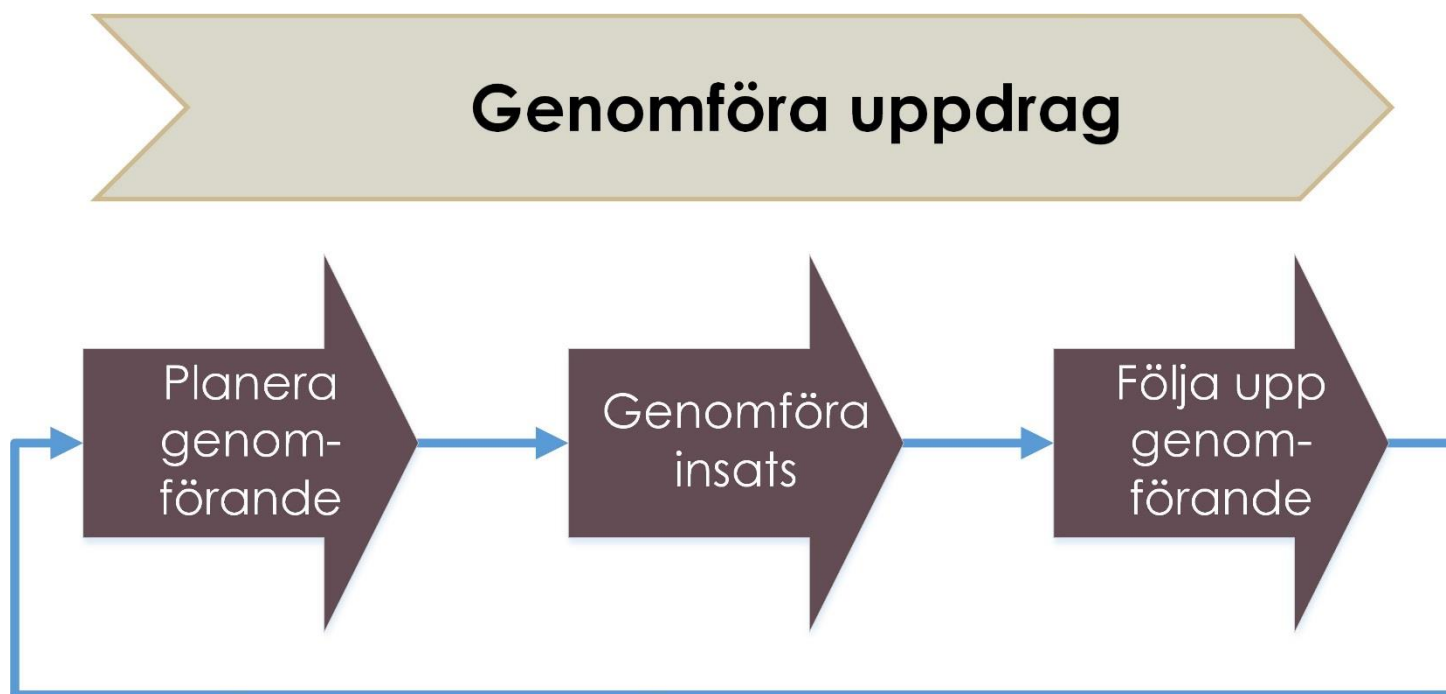 Genomföra uppdrag
Planera
genom-
förande
Genomföra
insats
Följa upp
genom-
förande